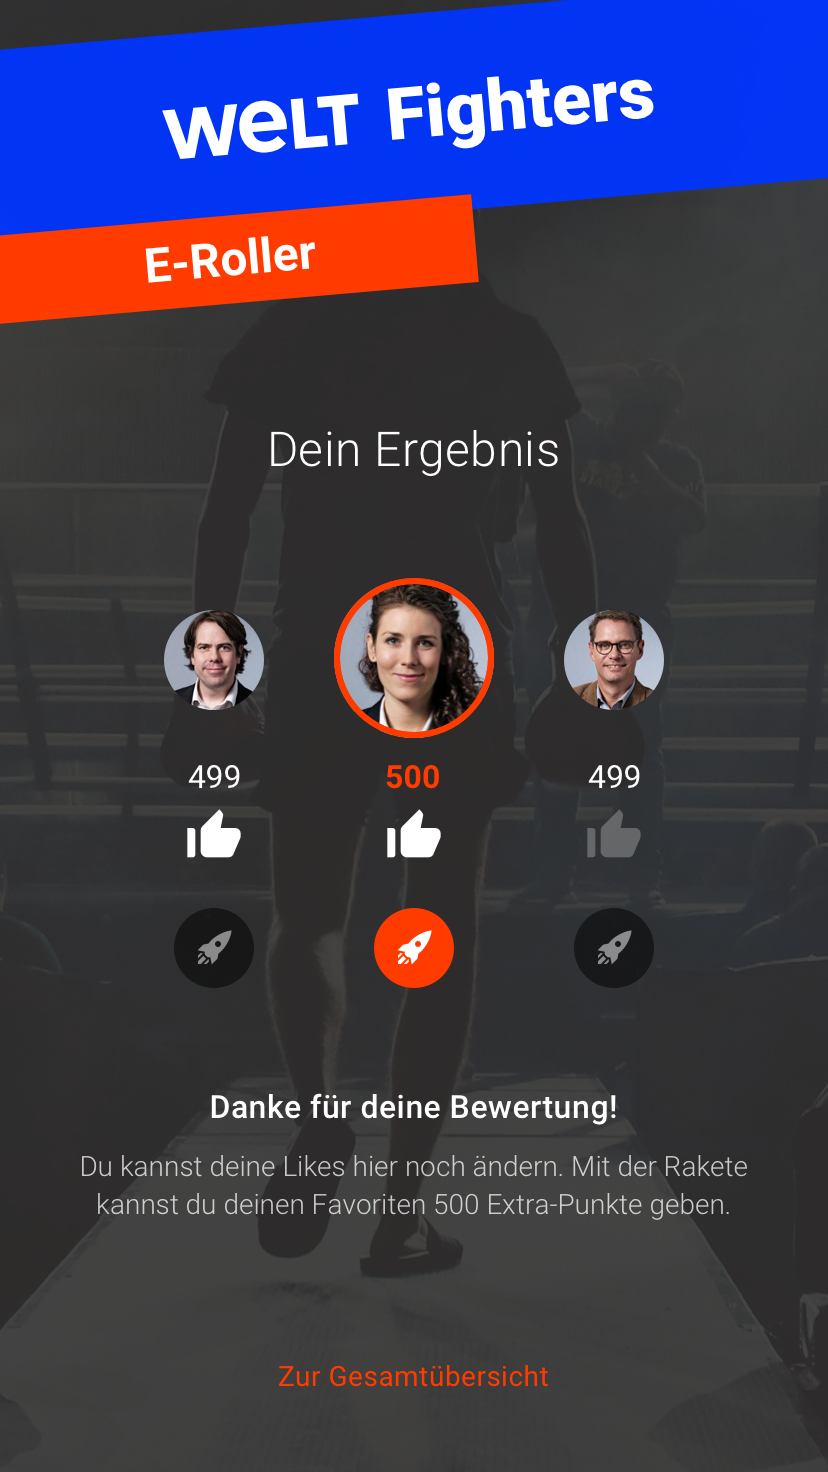 WELT Fighters
E-Roller
Dein Ergebnis
499 500 499
Danke für deine Bewertung!
Du kannst deine Likes hier noch ändern. Mit der Rakete
kannst du deinen Favoriten 500 Extra-Punkte geben.
Zur Gesamtübersicht